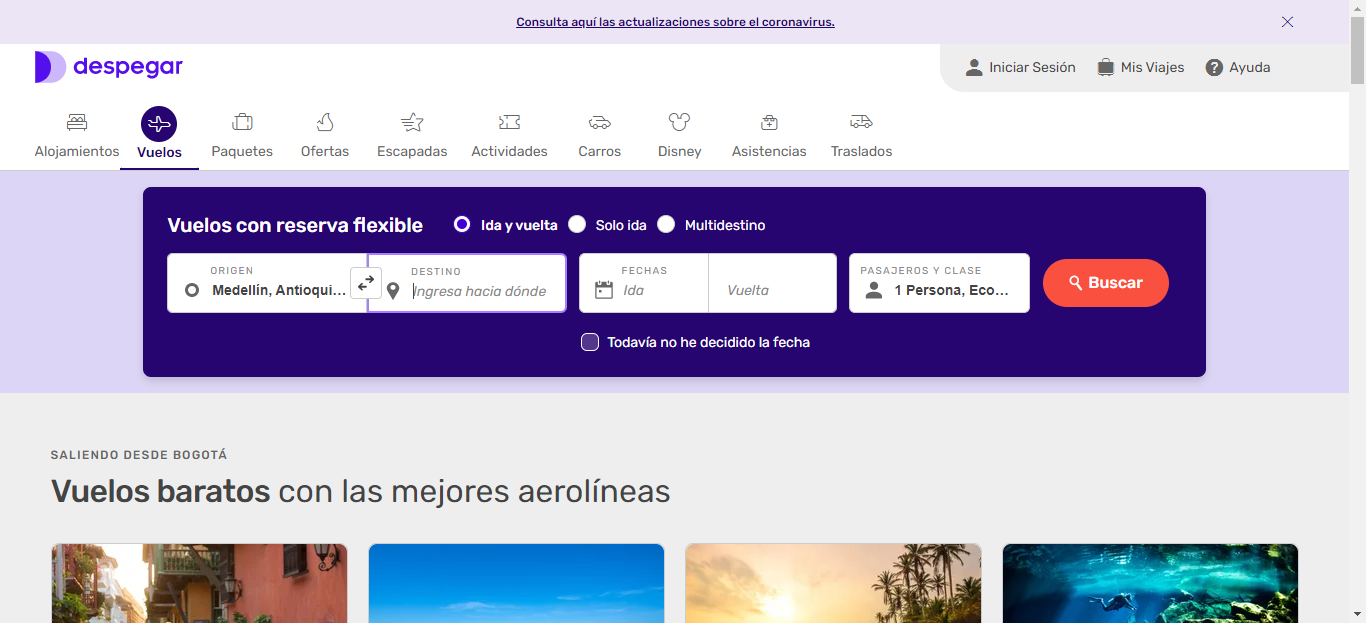 Consulta aquí las actualizaciones sobre el coronavirus.
despegar
Iniciar Sesión
Mis Viajes
? Ayuda
Alojamientos
Vuelos
Paquetes
Ofertas
Escapadas
Actividades
Carros
Disney
Asistencias
Traslados
Vuelos con reserva flexible
Ida y vuelta
Solo ida
Multidestino
ORIGEN
Medellín, Antioqui...
DESTINO
Ingresa hacia dónde
FECHAS
Ida
Vuelta
PASAJEROS Y CLASE
1 Persona, Eco...
Buscar
Todavía no he decidido la fecha
SALIENDO DESDE BOGOTÁ
Vuelos baratos con las mejores aerolíneas